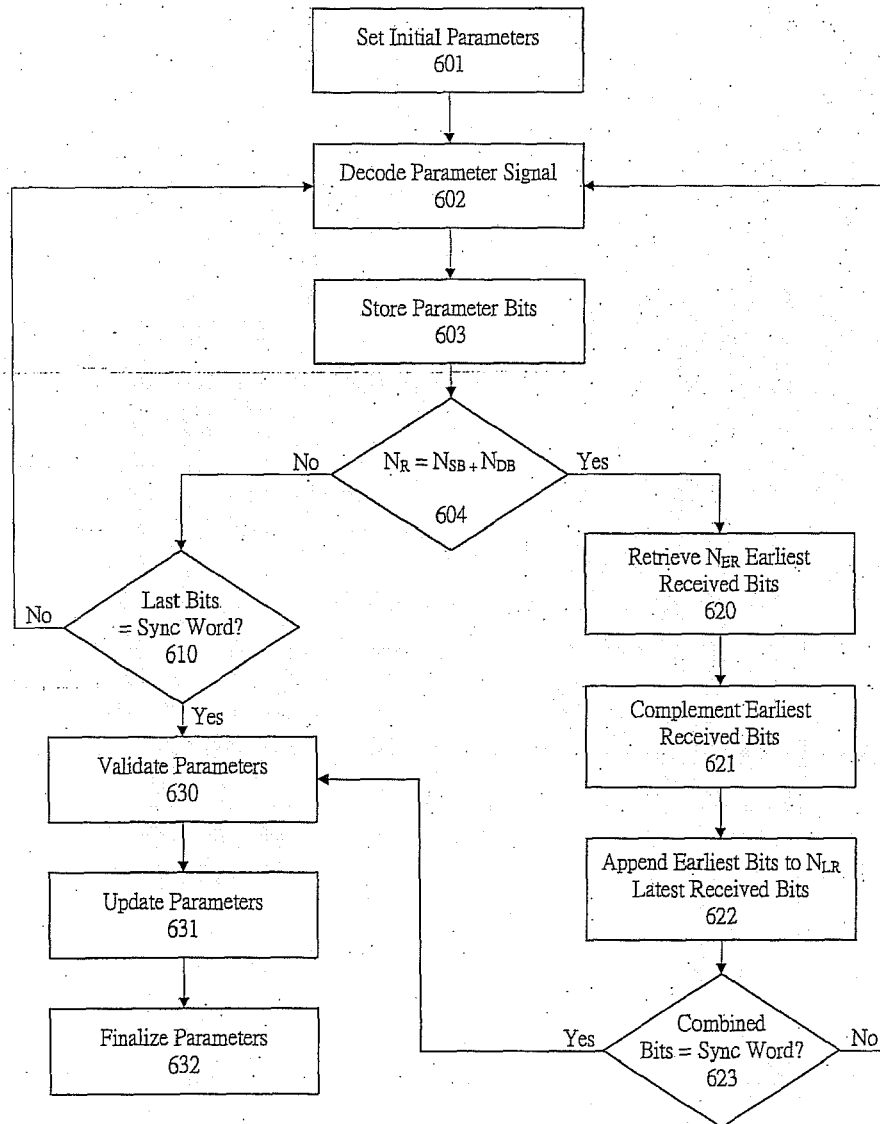 Set Initial Parameters
601
Decode Parameter Signal
602
Store Parameter Bits
603
No
N_R = N_SB + N_DB
Yes
604
Retrieve N_ER Earliest
Received Bits
620
No
Last Bits
= Sync Word?
610
Yes
Complement Earliest
Received Bits
621
Validate Parameters
630
Append Earliest Bits to N_LR
Latest Received Bits
622
Update Parameters
631
Finalize Parameters
632
Yes
Combined
Bits = Sync Word?
623
No